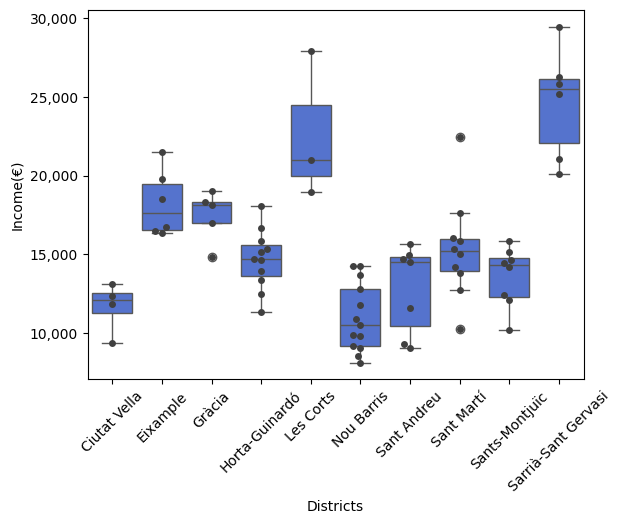 30,000
25,000
20,000
15,000
10,000
Income(€)
Ciutat Vella
Eixample
Gràcia
Horta-Guinardó
Les Corts
Nou Barris
Sant Andreu
Sant Martí
Sants-Montjuïc
Sarrià-Sant Gervasi
Districts